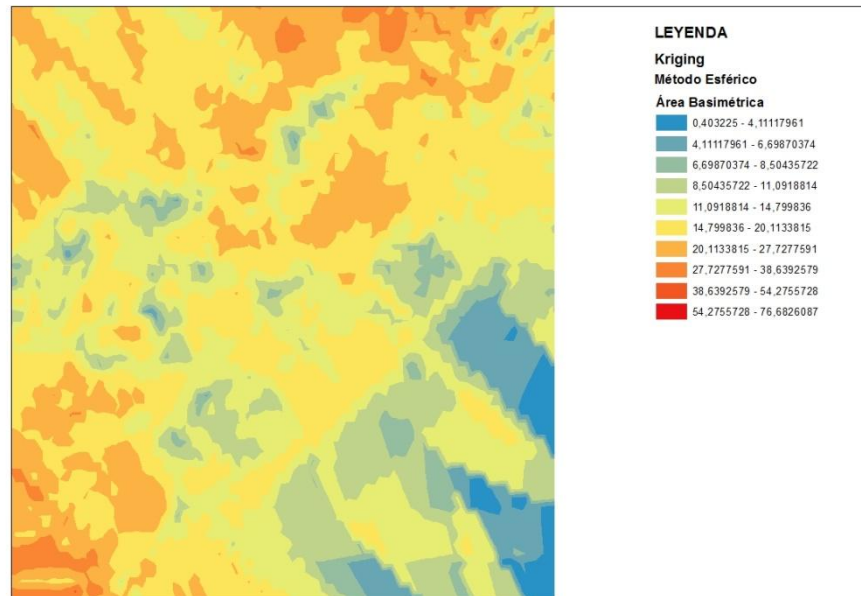 LEYENDA
Kriging
Método Esférico
Área Basimétrica
0,403225 - 4,11117961
4,11117961 - 6,69870374
6,69870374 - 8,50435722
8,50435722 - 11,0918814
11,0918814 - 14,799836
14,799836 - 20,1133815
20,1133815 - 27,7277591
27,7277591 - 38,6392579
38,6392579 - 54,2755728
54,2755728 - 76,6826087